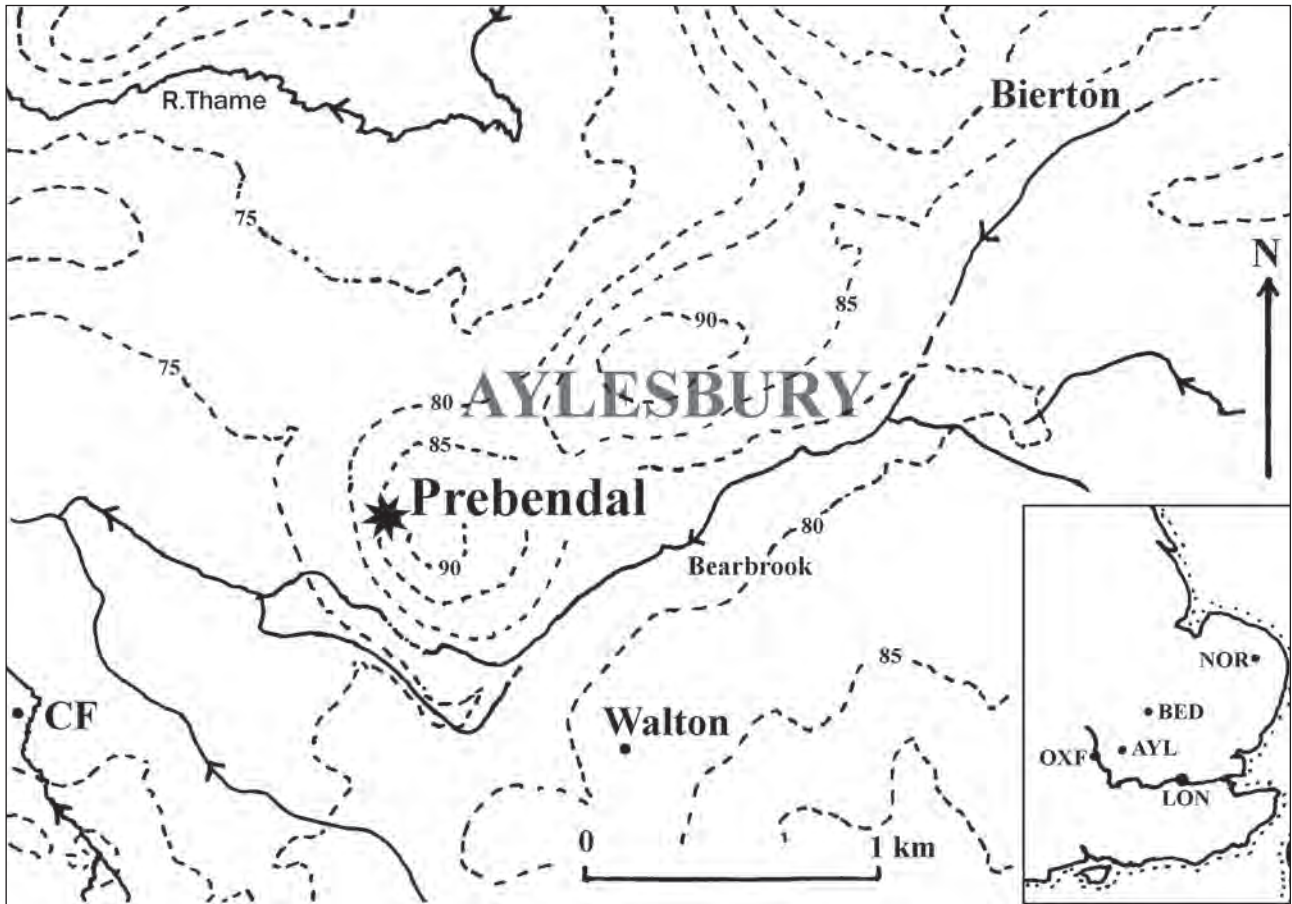 R.Thame
Bierton
75
N
90
85
75
AYLESBURY
80
85
Prebendal
80
Bearbrook
90
NOR
85
CF
Walton
BED
OXF
AYL
LON
0
1 km